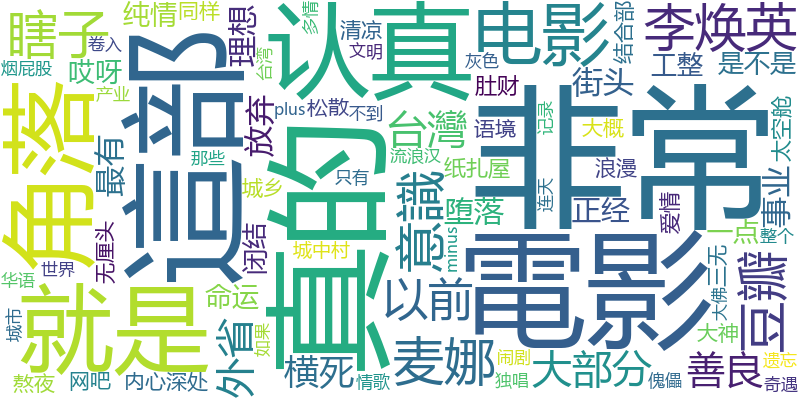 纯情
同样
瞎子
卷入
烟屁股
哎呀
理想
台湾
产业
角落
這部
最有
那些
放弃
plus
就是
城乡
无厘头
世界
华语
城市
熬夜
网吧
命运
外省
如果
闭结
内心深处
横死
城中村
情歌
认真
真的
松散
不到
多情
清凉
文明
台灣
流浪汉
只有
意識
以前
麦娜
minus
堕落
闹剧
独唱
大部分
傀儡
电影
灰色
结合部
肚财
语境
纸扎屋
連天
非常
電影
街头
大概
记录
浪漫
正经
李焕英
工整
是不是
太空舱
爱情
一点
事业
整个
大佛
三无
豆瓣
大神
善良
遗忘
奇遇